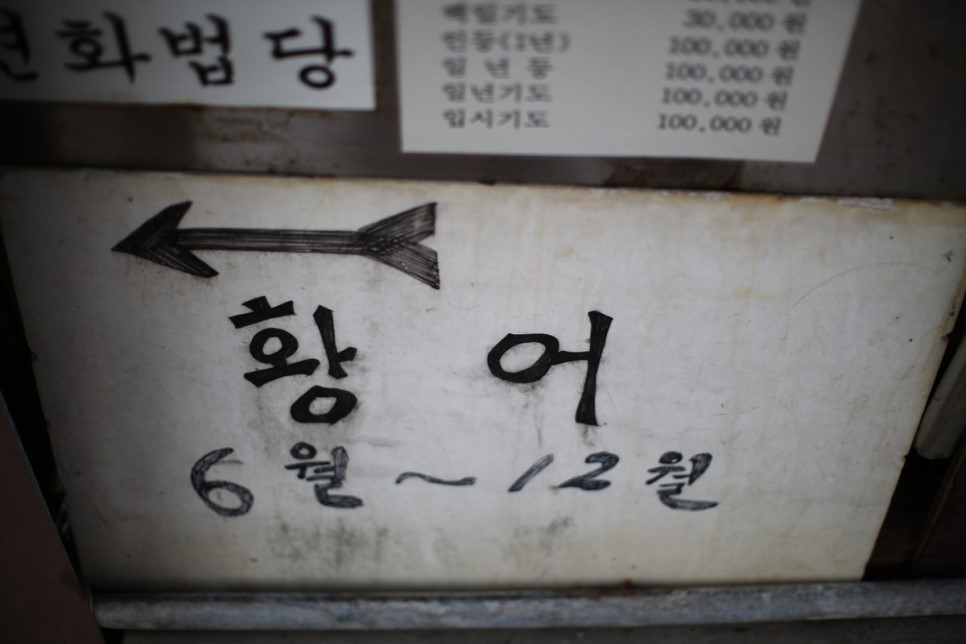 화법당
백일기도 30,000원
인등(1년) 100,000원
일년등 100,000원
일년기도 100,000원
입시기도 100,000원
황어
6월~12월